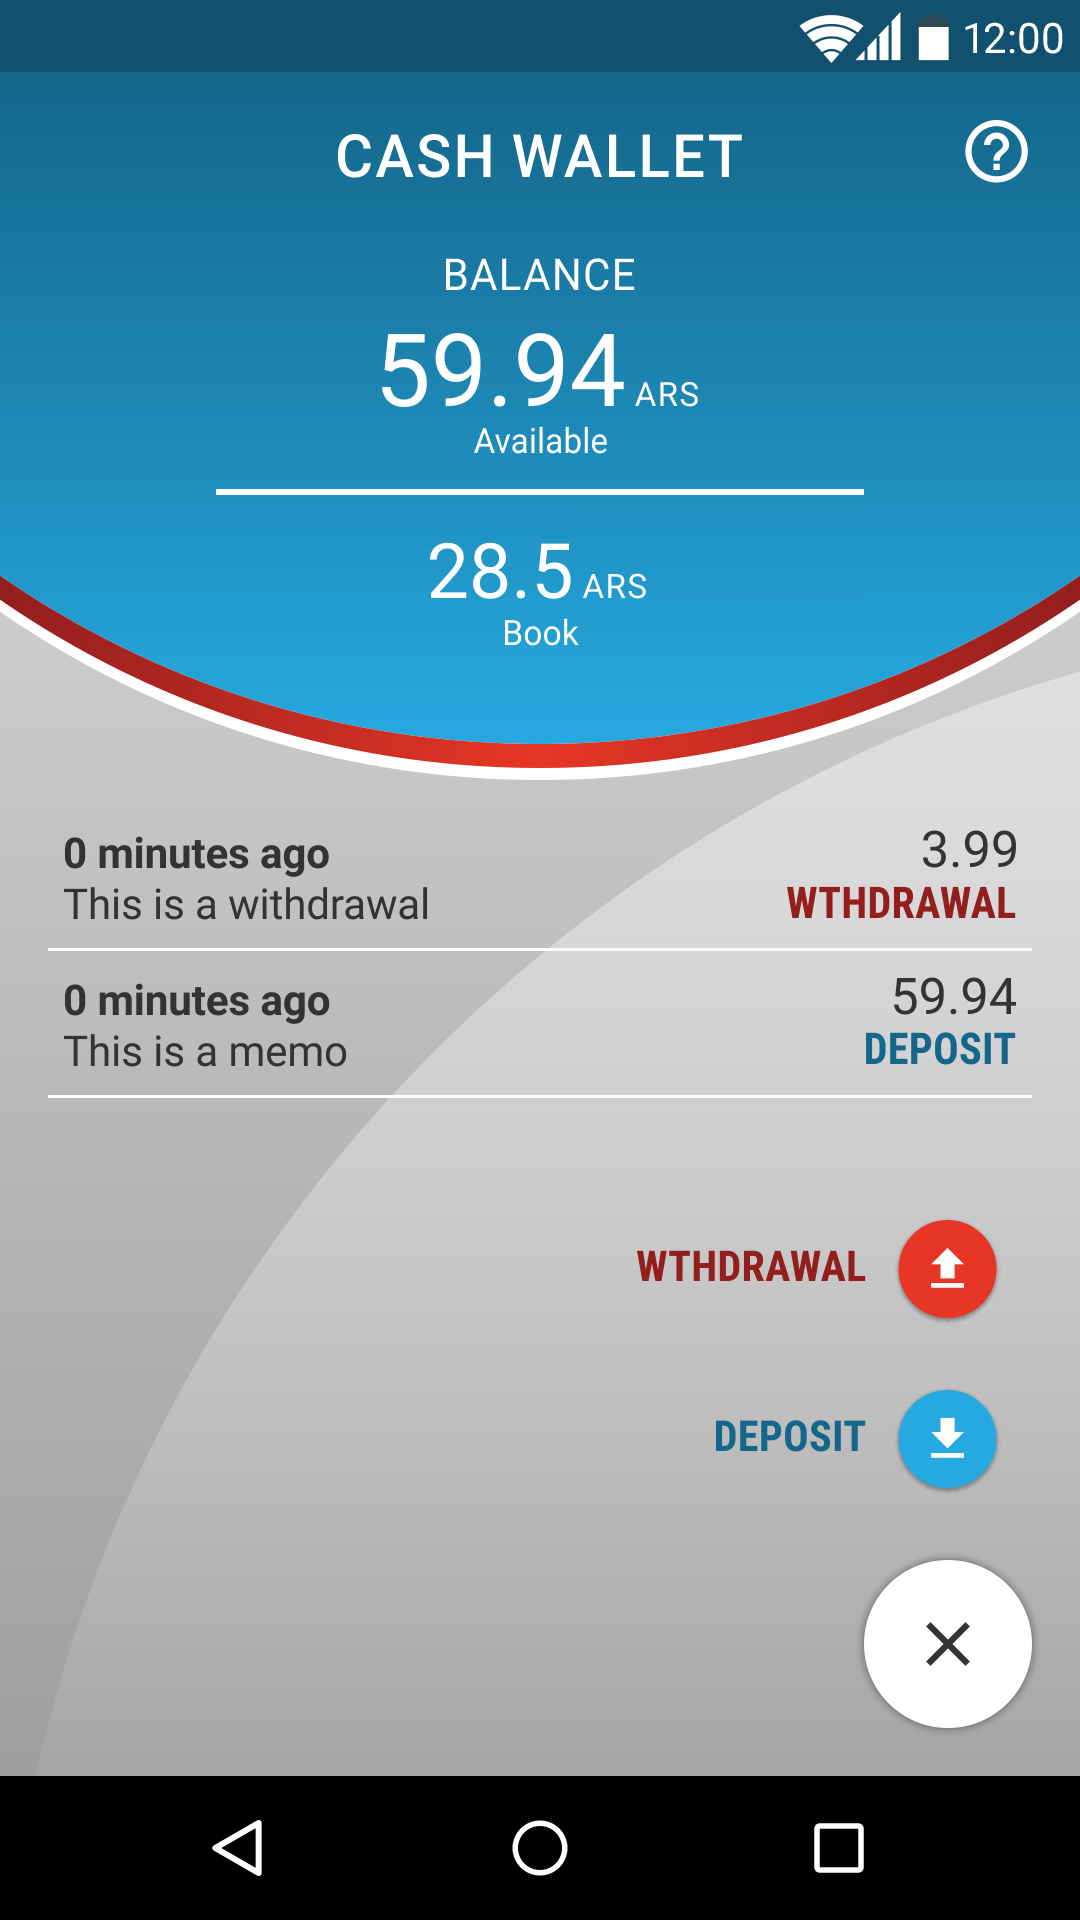 12:00
CASH WALLET
BALANCE
59.94 ARS
Available
28.5 ARS
Book
0 minutes ago 3.99
This is a withdrawal WTHDRAWAL
0 minutes ago 59.94
This is a memo DEPOSIT
WTHDRAWAL
DEPOSIT